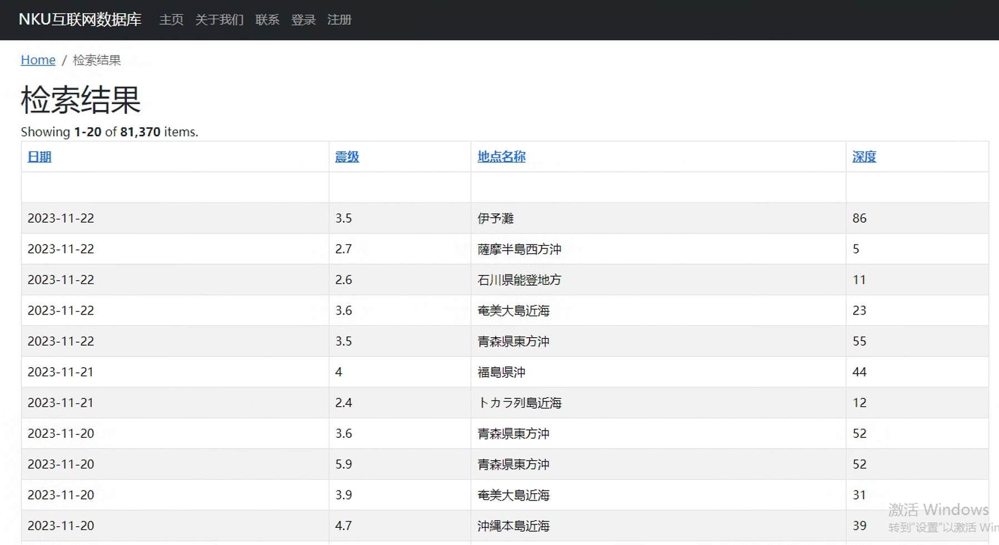 NKU互联网数据库 主页 关于我们 联系 登录 注册
Home / 检索结果
检索结果
Showing 1-20 of 81,370 items.
日期 震级 地点名称 深度
2023-11-22 3.5 伊予灘 86
2023-11-22 2.7 薩摩半島西方沖 5
2023-11-22 2.6 石川県能登地方 11
2023-11-22 3.6 奄美大島近海 23
2023-11-22 3.5 青森県東方沖 55
2023-11-21 4 福島県沖 44
2023-11-21 2.4 トカラ列島近海 12
2023-11-20 3.6 青森県東方沖 52
2023-11-20 5.9 青森県東方沖 52
2023-11-20 3.9 奄美大島近海 31
2023-11-20 4.7 沖縄本島近海 39
激活 Windows
转到"设置"以激活 Win